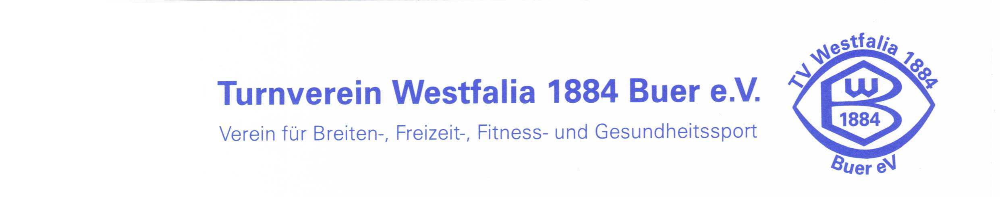 Turnverein Westfalia 1884 Buer e.V.
Verein für Breiten-, Freizeit-, Fitness- und Gesundheitssport
TV Westfalia 1884
W
B
1884
Buer eV